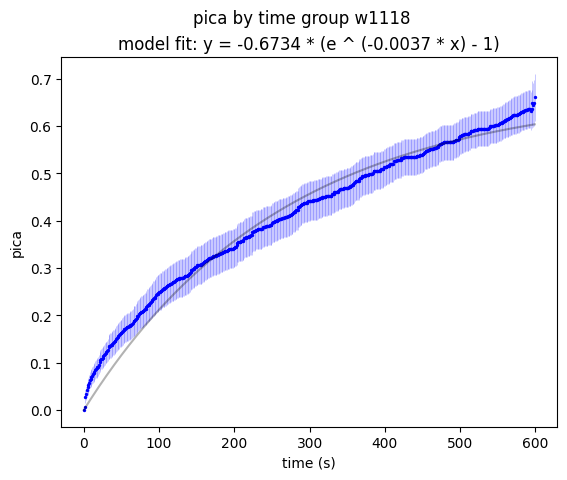 pica by time group w1118
model fit: y = -0.6734 * (e ^ (-0.0037 * x) - 1)
0.7
0.6
0.5
0.4
0.3
0.2
0.1
0.0
pica
0 100 200 300 400 500 600
time (s)